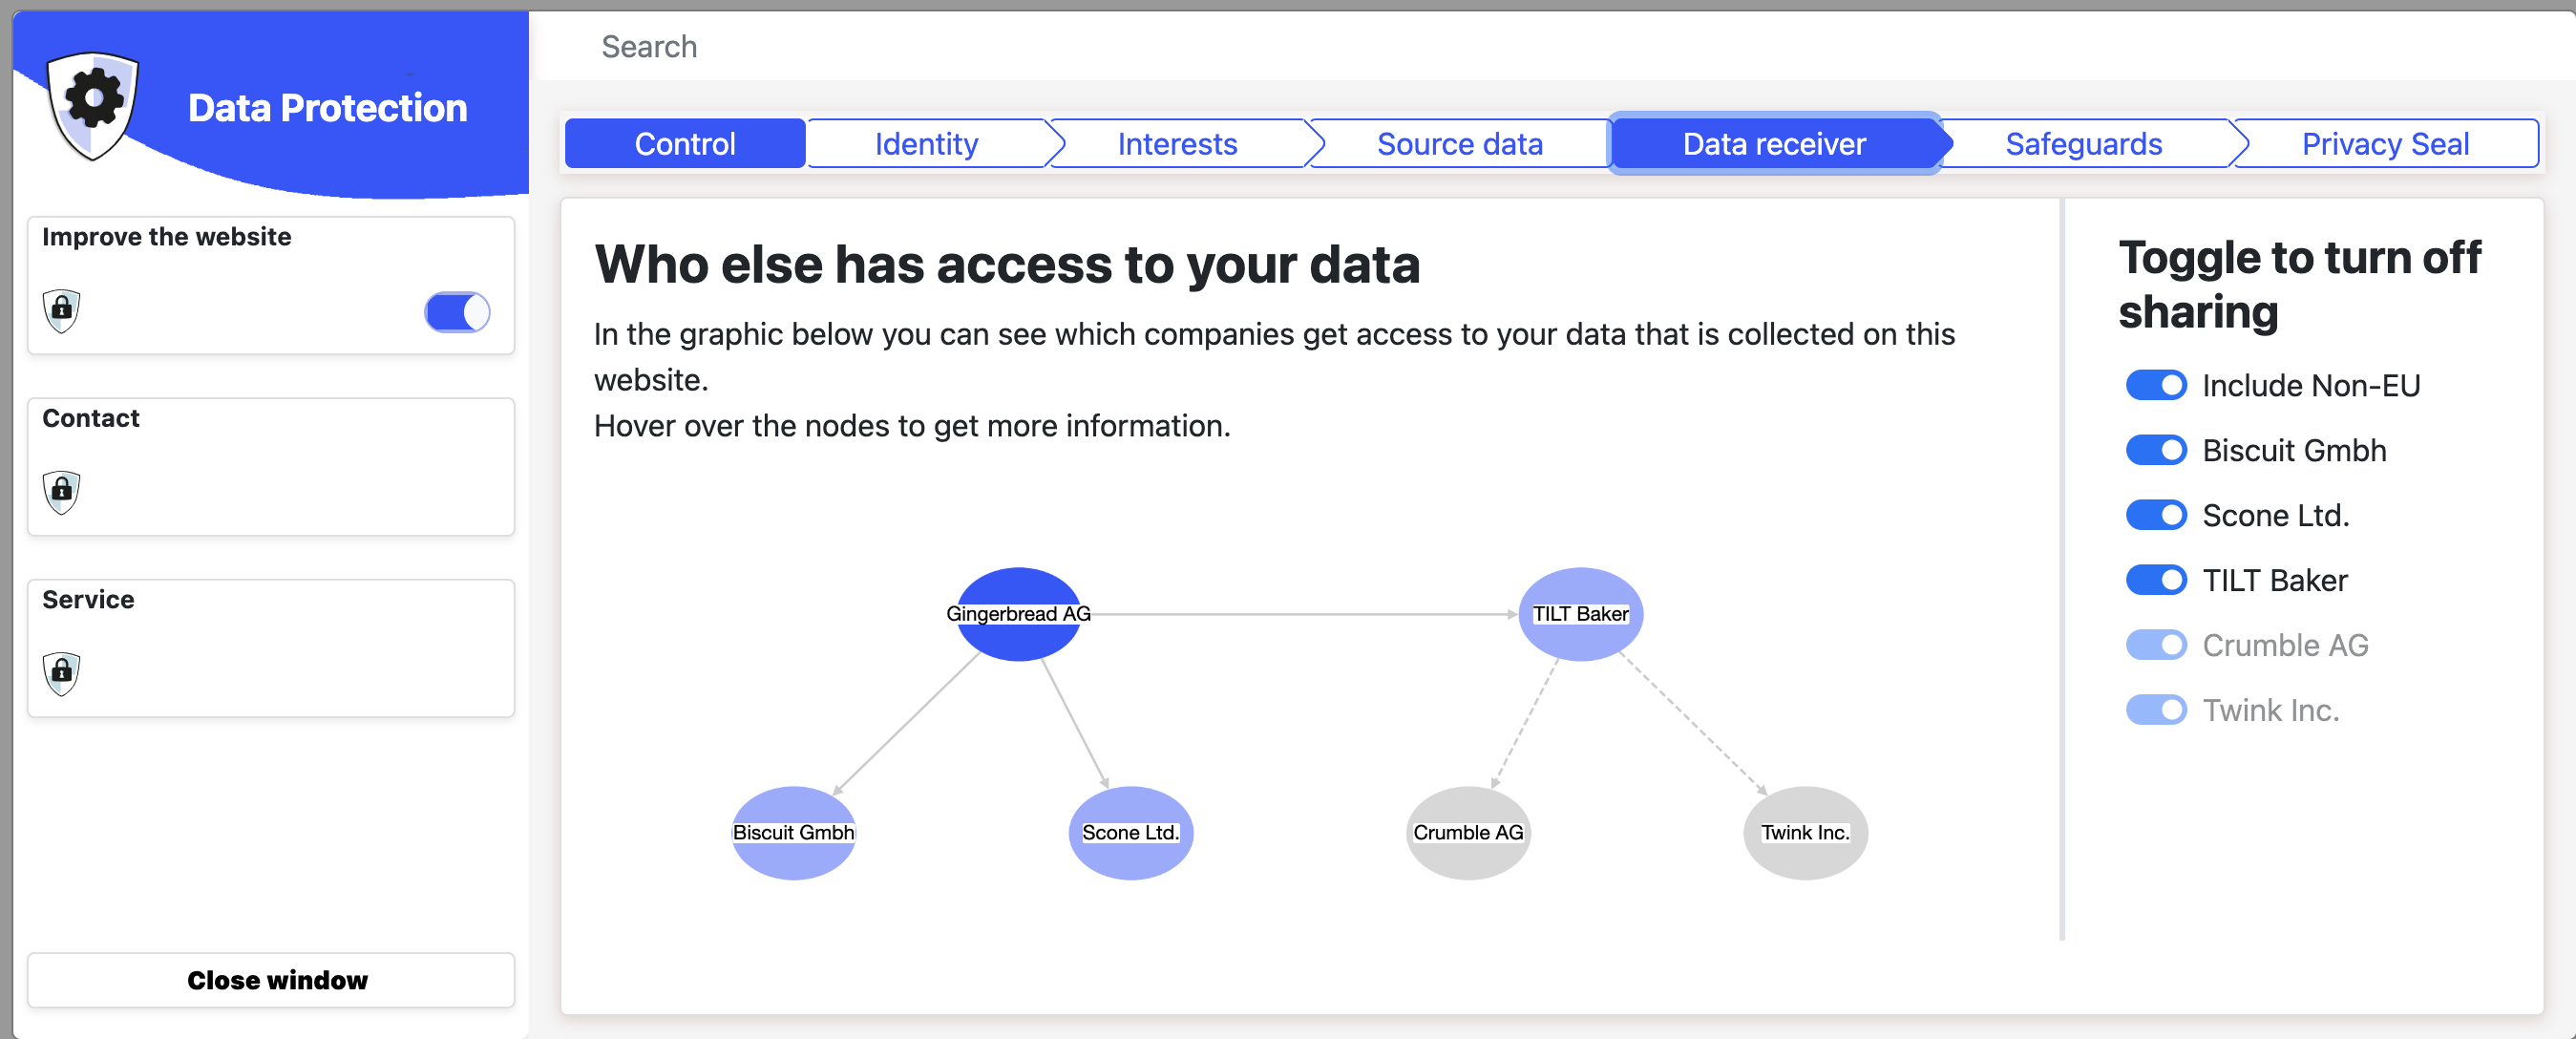 Data Protection
Improve the website
Contact
Service
Close window
Search
Control
Identity
Interests
Source data
Data receiver
Safeguards
Privacy Seal
Who else has access to your data
In the graphic below you can see which companies get access to your data that is collected on this
website.
Hover over the nodes to get more information.
Gingerbread AG
TILT Baker
Biscuit Gmbh
Scone Ltd.
Crumble AG
Twink Inc.
Toggle to turn off
sharing
Include Non-EU
Biscuit Gmbh
Scone Ltd.
TILT Baker
Crumble AG
Twink Inc.